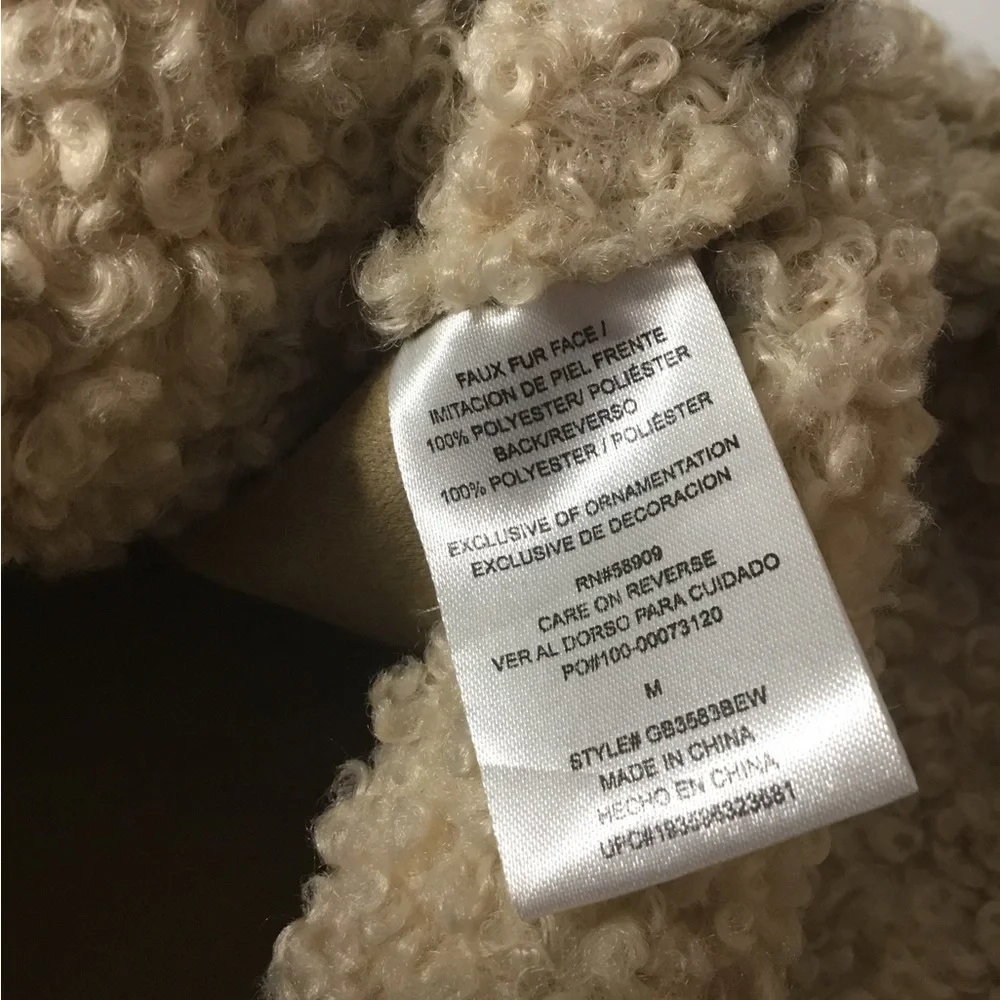 FAUX FUR FACE /
IMITACION DE PIEL FRENTE
100% POLYESTER/ POLIÉSTER
BACK/REVERSO
100% POLYESTER / POLIÉSTER
EXCLUSIVE OF ORNAMENTATION
EXCLUSIVE DE DECORACION
RN#58909
CARE ON REVERSE
VER AL DORSO PARA CUIDADO
PO#100-00073120
M
STYLE# GB3583BEW
MADE IN CHINA
HECHO EN CHINA